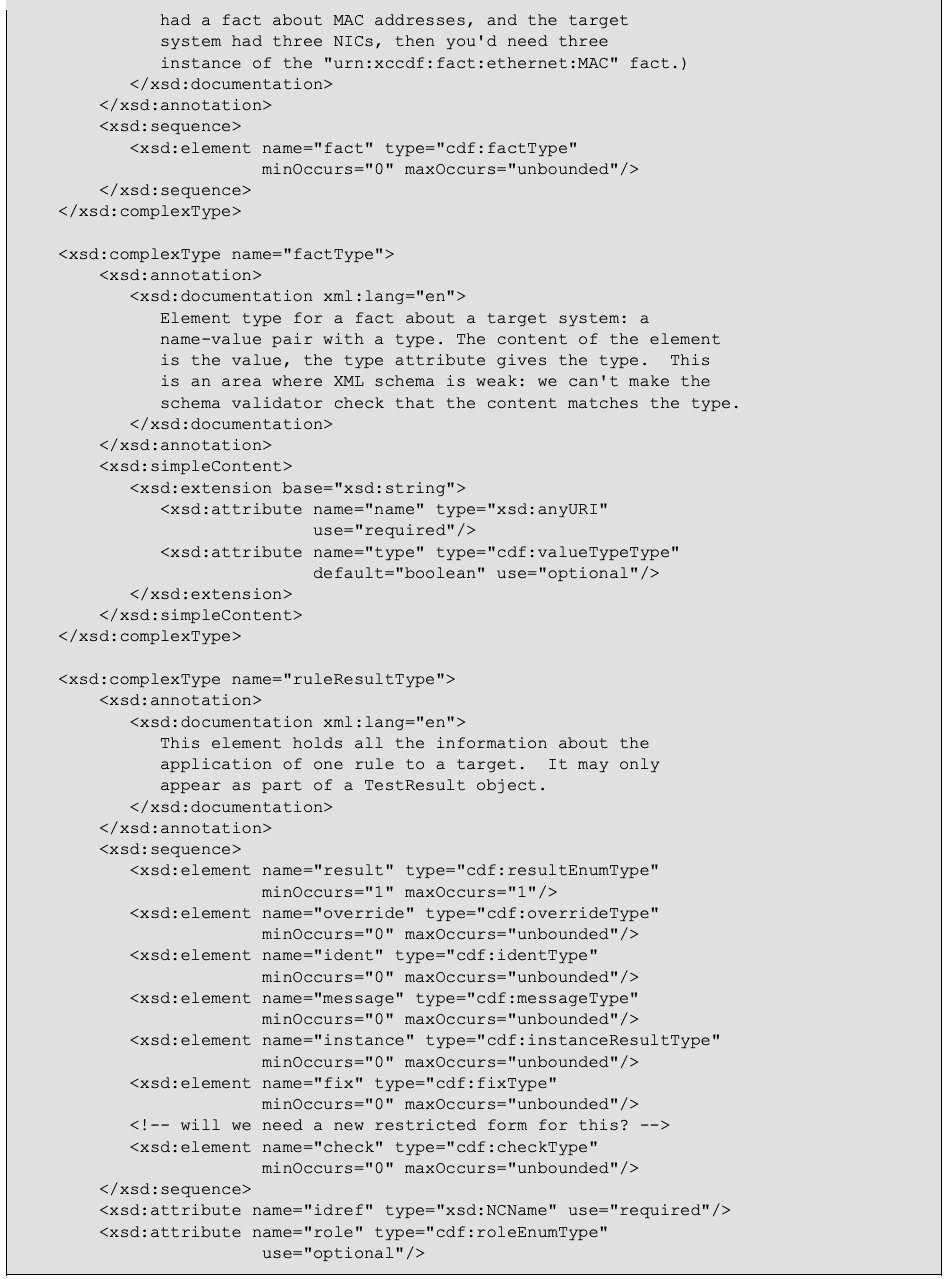 had a fact about MAC addresses, and the target
system had three NICs, then you'd need three
instance of the "urn:xccdf:fact:ethernet:MAC" fact.)
</xsd:documentation>
</xsd:annotation>
<xsd:sequence>
<xsd:element name="fact" type="cdf:factType"
minOccurs="0" maxOccurs="unbounded"/>
</xsd:sequence>
</xsd:complexType>
<xsd:complexType name="factType">
<xsd:annotation>
<xsd:documentation xml:lang="en">
Element type for a fact about a target system: a
name-value pair with a type. The content of the element
is the value, the type attribute gives the type.  This
is an area where XML schema is weak: we can't make the
schema validator check that the content matches the type.
</xsd:documentation>
</xsd:annotation>
<xsd:simpleContent>
<xsd:extension base="xsd:string">
<xsd:attribute name="name" type="xsd:anyURI"
use="required"/>
<xsd:attribute name="type" type="cdf:valueTypeType"
default="boolean" use="optional"/>
</xsd:extension>
</xsd:simpleContent>
</xsd:complexType>
<xsd:complexType name="ruleResultType">
<xsd:annotation>
<xsd:documentation xml:lang="en">
This element holds all the information about the
application of one rule to a target.  It may only
appear as part of a TestResult object.
</xsd:documentation>
</xsd:annotation>
<xsd:sequence>
<xsd:element name="result" type="cdf:resultEnumType"
minOccurs="1" maxOccurs="1"/>
<xsd:element name="override" type="cdf:overrideType"
minOccurs="0" maxOccurs="unbounded"/>
<xsd:element name="ident" type="cdf:identType"
minOccurs="0" maxOccurs="unbounded"/>
<xsd:element name="message" type="cdf:messageType"
minOccurs="0" maxOccurs="unbounded"/>
<xsd:element name="instance" type="cdf:instanceResultType"
minOccurs="0" maxOccurs="unbounded"/>
<xsd:element name="fix" type="cdf:fixType"
minOccurs="0" maxOccurs="unbounded"/>
<!-- will we need a new restricted form for this? -->
<xsd:element name="check" type="cdf:checkType"
minOccurs="0" maxOccurs="unbounded"/>
</xsd:sequence>
<xsd:attribute name="idref" type="xsd:NCName" use="required"/>
<xsd:attribute name="role" type="cdf:roleEnumType"
use="optional"/>